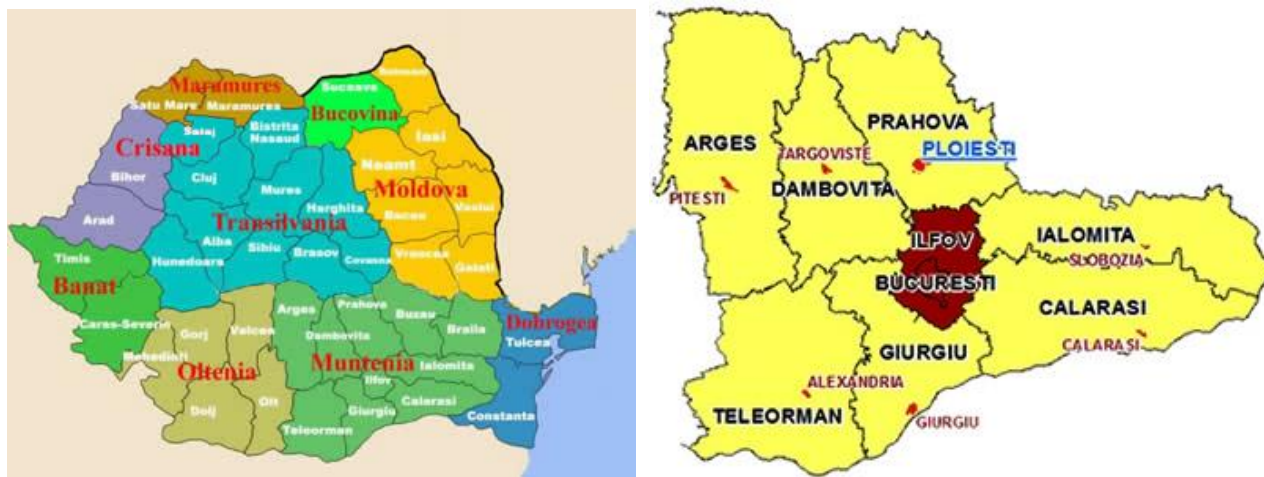 Maramures
Satu Mare
Maramures
Suceava
Bucovina
Botosani
Iasi
Crisana
Salaj
Bistrita
Nasaud
Bihor
Cluj
Mures
Neamt
Moldova
Harghita
Bacau
Vaslui
Arad
Transilvania
Alba
Sibiu
Brasov
Covasna
Hunedoara
Vrancea
Galati
Timis
Banat
Caras-Severin
Gorj
Valcea
Arges
Prahova
Buzau
Braila
Dobrogea
Tulcea
Dambovita
Mehedinti
Oltenia
Muntenia
Ialomita
Ilfov
Dolj
Olt
Giurgiu
Calarasi
Constanta
Teleorman
ARGES
PITESTI
TARGOVISTE
DAMBOVITA
PRAHOVA
PLOIESTI
ILFOV
BUCURESTI
IALOMITA
SLOBOZIA
CALARASI
CALARASI
GIURGIU
ALEXANDRIA
TELEORMAN
GIURGIU